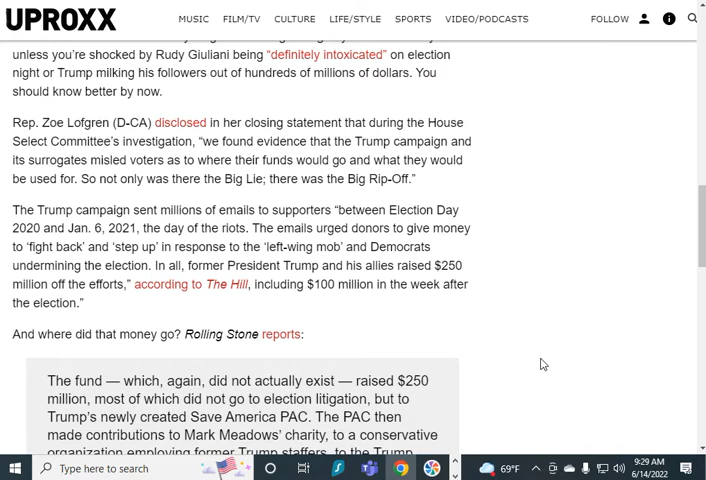 UPROXX
MUSIC FILM/TV CULTURE LIFE/STYLE SPORTS VIDEO/PODCASTS FOLLOW
unless you're shocked by Rudy Giuliani being “definitely intoxicated” on election
night or Trump milking his followers out of hundreds of millions of dollars. You
should know better by now.
Rep. Zoe Lofgren (D-CA) disclosed in her closing statement that during the House
Select Committee’s investigation, “we found evidence that the Trump campaign and
its surrogates misled voters as to where their funds would go and what they would
be used for. So not only was there the Big Lie; there was the Big Rip-Off.”
The Trump campaign sent millions of emails to supporters “between Election Day
2020 and Jan. 6, 2021, the day of the riots. The emails urged donors to give money
to ‘fight back’ and ‘step up’ in response to the ‘left-wing mob’ and Democrats
undermining the election. In all, former President Trump and his allies raised $250
million off the efforts,” according to The Hill, including $100 million in the week after
the election.”
And where did that money go? Rolling Stone reports:
The fund — which, again, did not actually exist — raised $250
million, most of which did not go to election litigation, but to
Trump’s newly created Save America PAC. The PAC then
made contributions to Mark Meadows’ charity, to a conservative
organization employing former Trump staffers, to the Trump
Type here to search
69°F
9:29 AM
6/14/2022